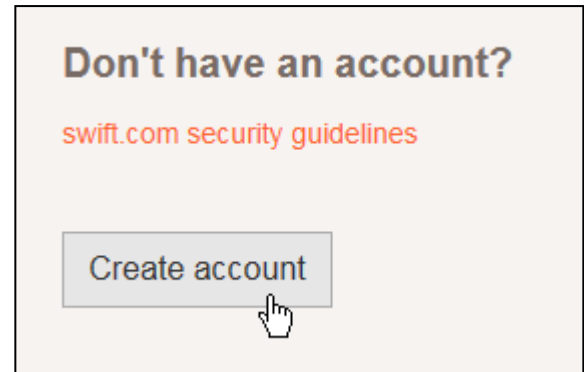 Don't have an account?
swift.com security guidelines
Create account